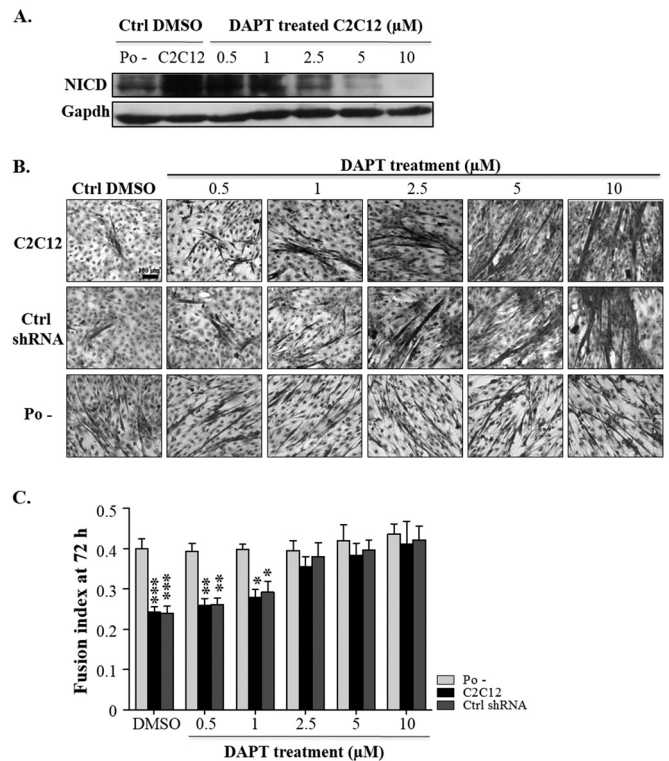 A.
Ctrl DMSO DAPT treated C2C12 (µM)
Po - C2C12 0.5 1 2.5 5 10
NICD
Gapdh
B.
DAPT treatment (µM)
Ctrl DMSO 0.5 1 2.5 5 10
C2C12
100 µm
Ctrl
shRNA
Po -
C.
Fusion index at 72 h
0.5
0.4
0.3
0.2
0.1
0
*** *** ** ** * *
Po -
C2C12
Ctrl shRNA
DMSO 0.5 1 2.5 5 10
DAPT treatment (µM)